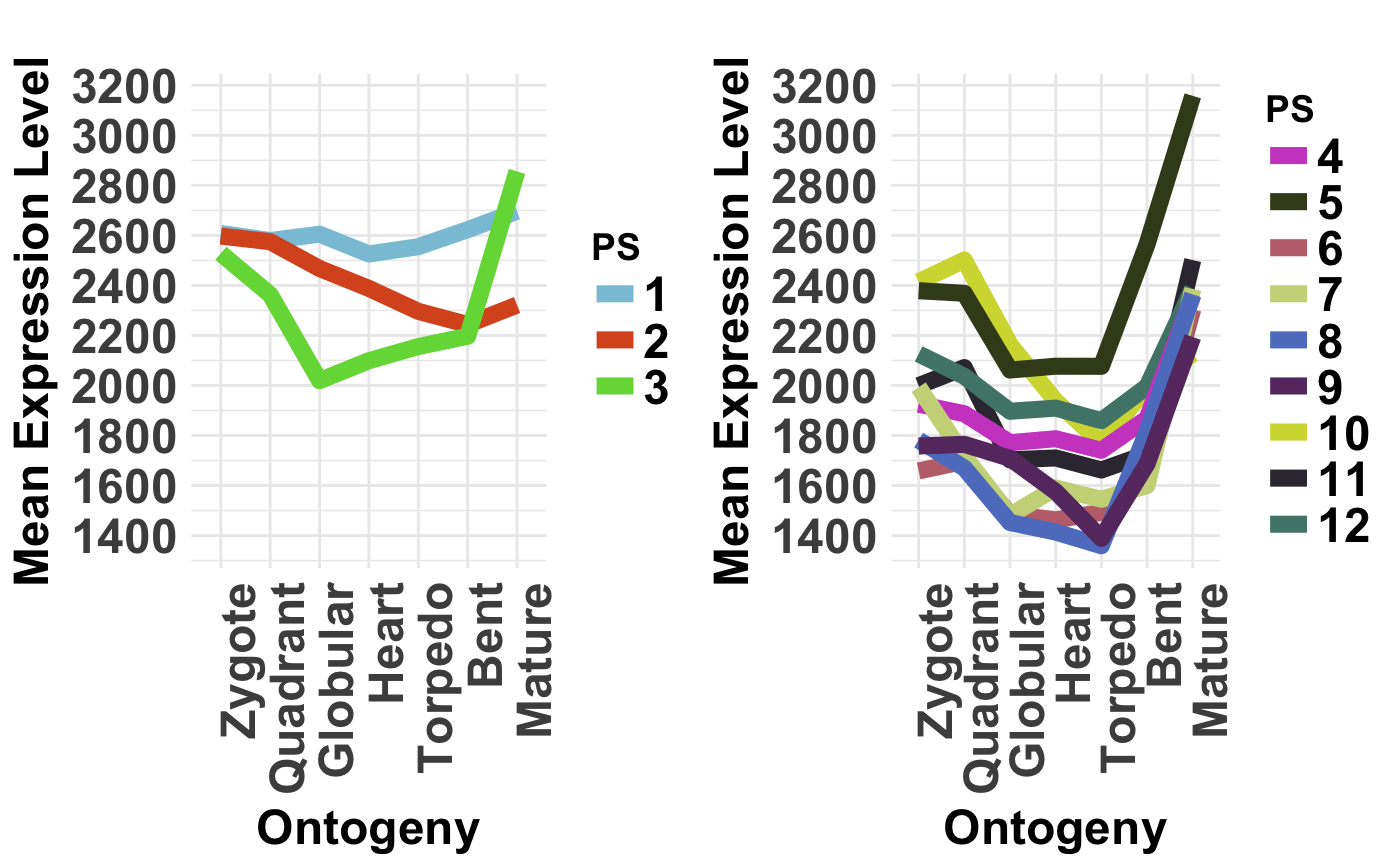 Mean Expression Level
3200
3000
2800
2600
2400
2200
2000
1800
1600
1400
Zygote
Quadrant
Globular
Heart
Torpedo
Bent
Mature
Ontogeny
PS
1
2
3
Mean Expression Level
3200
3000
2800
2600
2400
2200
2000
1800
1600
1400
Zygote
Quadrant
Globular
Heart
Torpedo
Bent
Mature
Ontogeny
PS
4
5
6
7
8
9
10
11
12